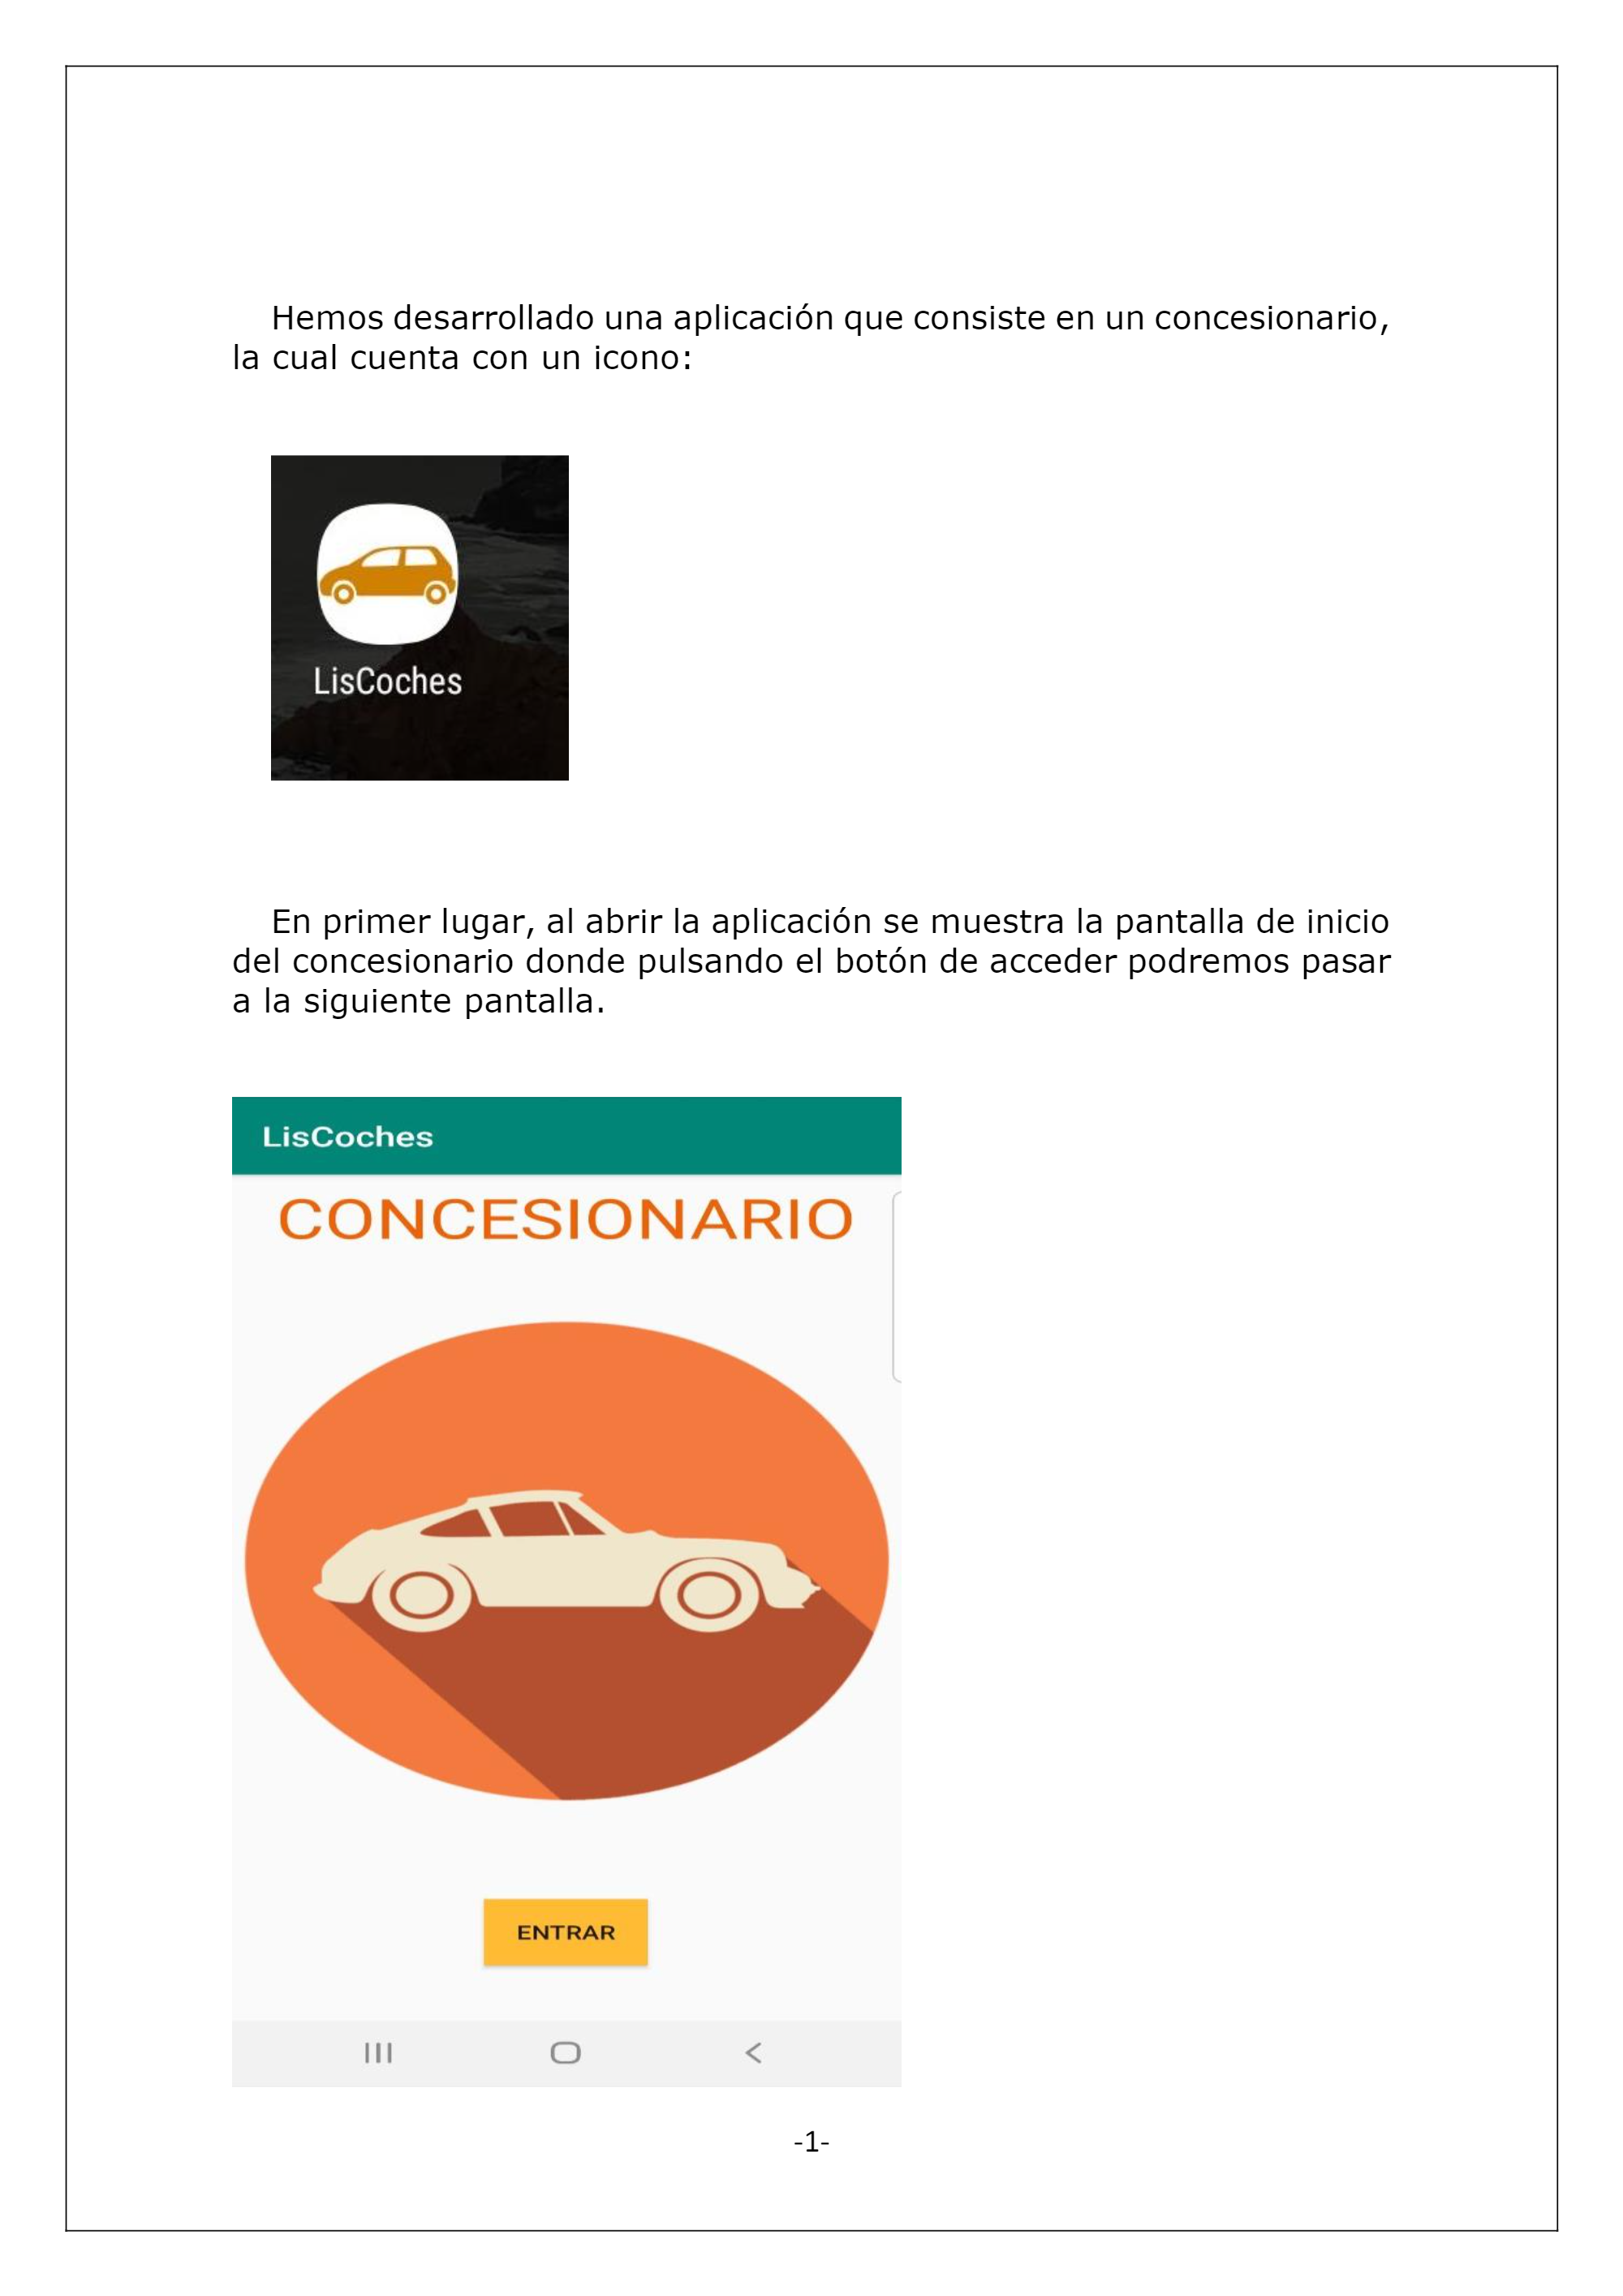 Hemos desarrollado una aplicación que consiste en un concesionario,
la cual cuenta con un icono:
LisCoches
En primer lugar, al abrir la aplicación se muestra la pantalla de inicio
del concesionario donde pulsando el botón de acceder podremos pasar
a la siguiente pantalla.
LisCoches
CONCESIONARIO
ENTRAR
-1-